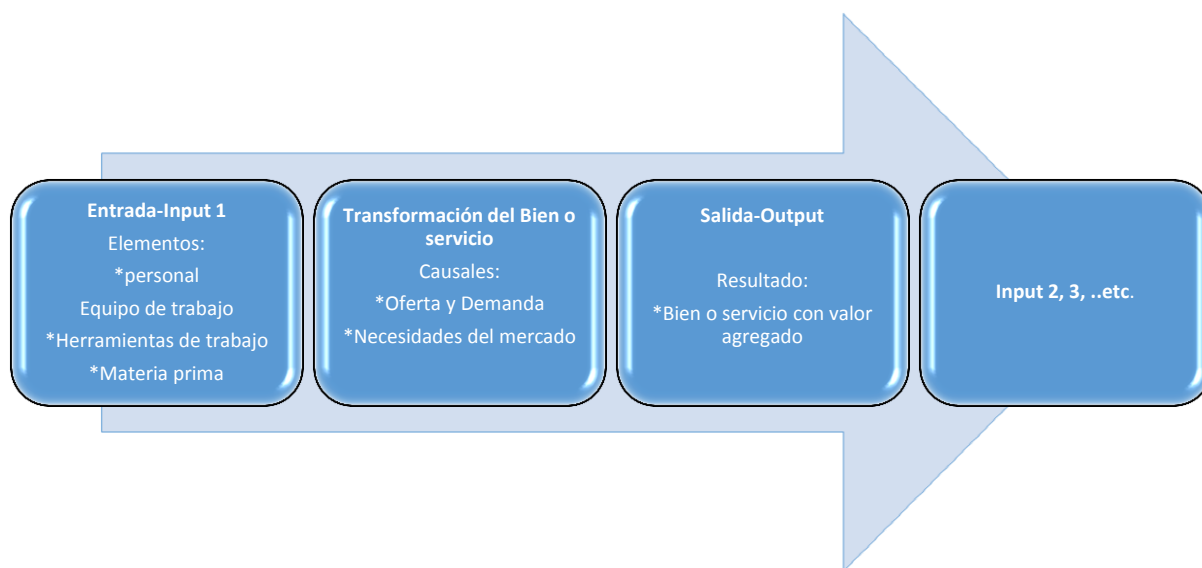 Entrada-Input 1
Elementos:
*personal
Equipo de trabajo
*Herramientas de trabajo
*Materia prima
Transformación del Bien o
servicio
Causales:
*Oferta y Demanda
*Necesidades del mercado
Salida-Output
Resultado:
*Bien o servicio con valor
agregado
Input 2, 3, ..etc.